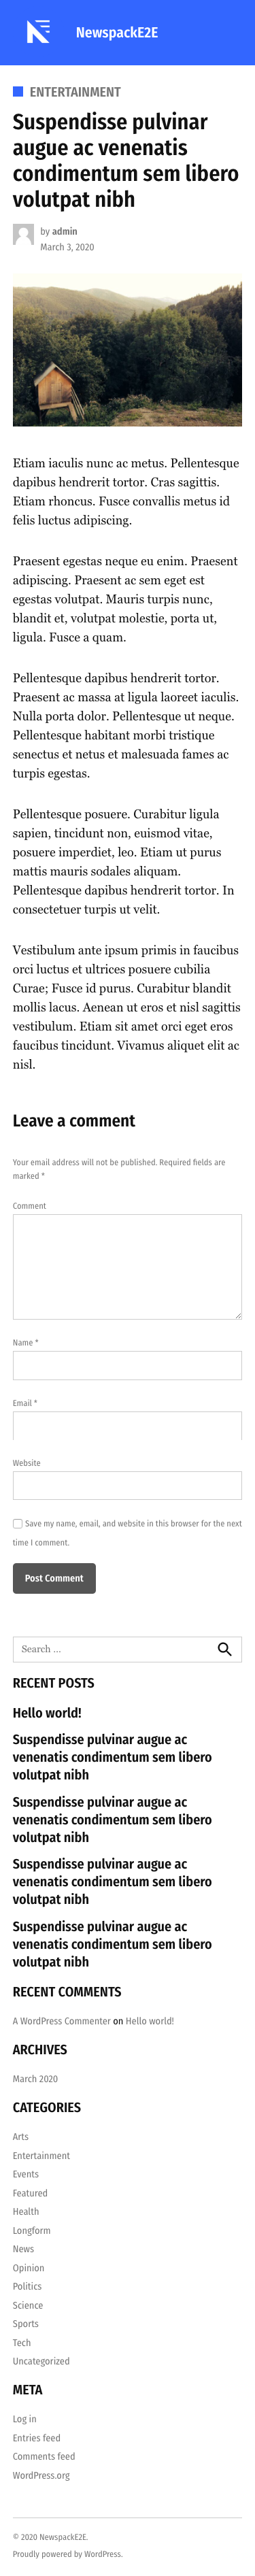 NewspackE2E
ENTERTAINMENT
Suspendisse pulvinar
augue ac venenatis
condimentum sem libero
volutpat nibh
by admin
March 3, 2020
Etiam iaculis nunc ac metus. Pellentesque
dapibus hendrerit tortor. Cras sagittis.
Etiam rhoncus. Fusce convallis metus id
felis luctus adipiscing.
Praesent egestas neque eu enim. Praesent
adipiscing. Praesent ac sem eget est
egestas volutpat. Mauris turpis nunc,
blandit et, volutpat molestie, porta ut,
ligula. Fusce a quam.
Pellentesque dapibus hendrerit tortor.
Praesent ac massa at ligula laoreet iaculis.
Nulla porta dolor. Pellentesque ut neque.
Pellentesque habitant morbi tristique
senectus et netus et malesuada fames ac
turpis egestas.
Pellentesque posuere. Curabitur ligula
sapien, tincidunt non, euismod vitae,
posuere imperdiet, leo. Etiam ut purus
mattis mauris sodales aliquam.
Pellentesque dapibus hendrerit tortor. In
consectetuer turpis ut velit.
Vestibulum ante ipsum primis in faucibus
orci luctus et ultrices posuere cubilia
Curae; Fusce id purus. Curabitur blandit
mollis lacus. Aenean ut eros et nisl sagittis
vestibulum. Etiam sit amet orci eget eros
faucibus tincidunt. Vivamus aliquet elit ac
nisl.
Leave a comment
Your email address will not be published. Required fields are
marked *
Comment
Name *
Email *
Website
Save my name, email, and website in this browser for the next
time I comment.
Post Comment
Search ...
RECENT POSTS
Hello world!
Suspendisse pulvinar augue ac
venenatis condimentum sem libero
volutpat nibh
Suspendisse pulvinar augue ac
venenatis condimentum sem libero
volutpat nibh
Suspendisse pulvinar augue ac
venenatis condimentum sem libero
volutpat nibh
Suspendisse pulvinar augue ac
venenatis condimentum sem libero
volutpat nibh
RECENT COMMENTS
A WordPress Commenter on Hello world!
ARCHIVES
March 2020
CATEGORIES
Arts
Entertainment
Events
Featured
Health
Longform
News
Opinion
Politics
Science
Sports
Tech
Uncategorized
META
Log in
Entries feed
Comments feed
WordPress.org
© 2020 NewspackE2E.
Proudly powered by WordPress.